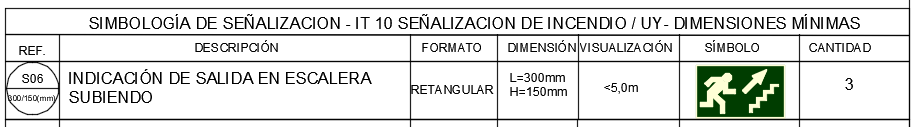 SIMBOLOGÍA DE SEÑALIZACION - IT 10 SEÑALIZACION DE INCENDIO / UY- DIMENSIONES MÍNIMAS
REF. DESCRIPCIÓN FORMATO DIMENSIÓN VISUALIZACIÓN SÍMBOLO CANTIDAD
S06
300/150(mm)
INDICACIÓN DE SALIDA EN ESCALERA
SUBIENDO
RETANGULAR
L=300mm
H=150mm
<5,0m
3